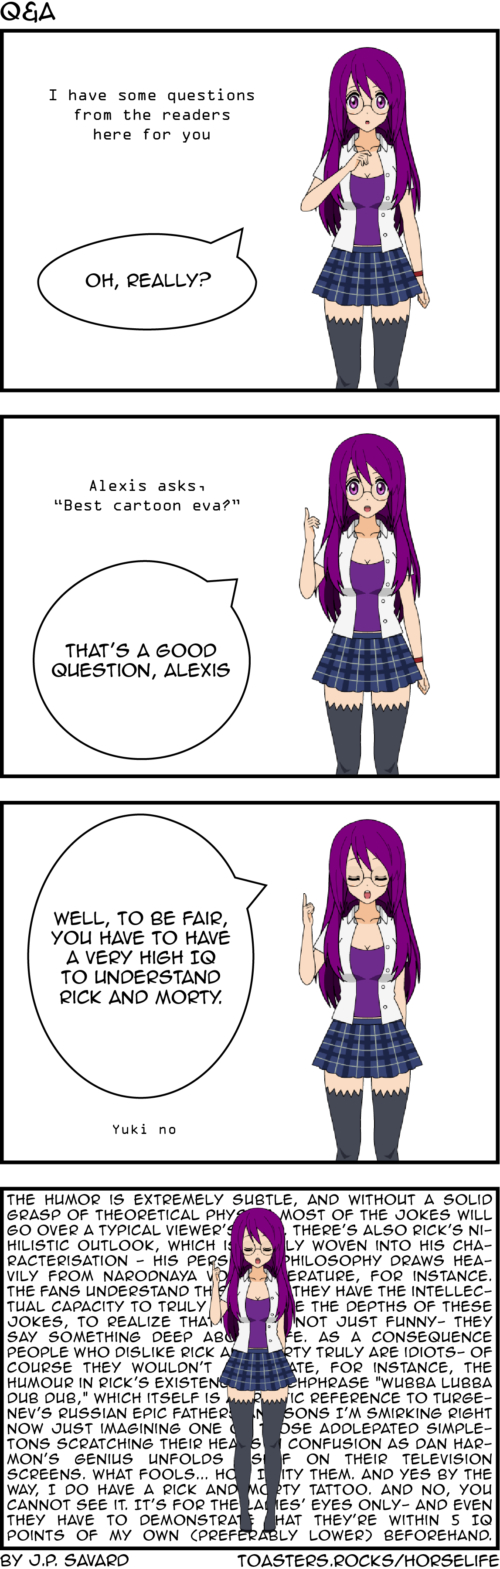 Q&A
I have some questions
from the readers
here for you
OH, REALLY?
Alexis asks,
“Best cartoon eva?”
THAT'S A GOOD
QUESTION, ALEXIS
WELL, TO BE FAIR,
YOU HAVE TO HAVE
A VERY HIGH IQ
TO UNDERSTAND
RICK AND MORTY.
Yuki no
THE HUMOR IS EXTREMELY SUBTLE, AND WITHOUT A SOLID
GRASP OF THEORETICAL PHYS MOST OF THE JOKES WILL
GO OVER A TYPICAL VIEWER'S THERE'S ALSO RICK'S NI-
HILISTIC OUTLOOK, WHICH IS LY WOVEN INTO HIS CHA-
RACTERISATION - HIS PERS PHILOSOPHY DRAWS HEA-
VILY FROM NARODNAYA V ERATURE, FOR INSTANCE.
THE FANS UNDERSTAND TH THEY HAVE THE INTELLEC-
TUAL CAPACITY TO TRULY E THE DEPTHS OF THESE
JOKES, TO REALIZE THAT NOT JUST FUNNY- THEY
SAY SOMETHING DEEP ABO FE. AS A CONSEQUENCE
PEOPLE WHO DISLIKE RICK A RTY TRULY ARE IDIOTS- OF
COURSE THEY WOULDN'T ATE, FOR INSTANCE, THE
HUMOUR IN RICK'S EXISTEN CHPHRASE "WUBBA LUBBA
DUB DUB," WHICH ITSELF IS A IC REFERENCE TO TURGE-
NEV'S RUSSIAN EPIC FATHERS AN SONS I'M SMIRKING RIGHT
NOW JUST IMAGINING ONE O OSE ADDLEPATED SIMPLE-
TONS SCRATCHING THEIR HEA S I CONFUSION AS DAN HAR-
MON'S GENIUS UNFOLDS F ON THEIR TELEVISION
SCREENS. WHAT FOOLS... HO I ITY THEM. AND YES BY THE
WAY, I DO HAVE A RICK AND MORTY TATTOO. AND NO, YOU
CANNOT SEE IT. IT'S FOR THE LADIES' EYES ONLY- AND EVEN
THEY HAVE TO DEMONSTRATE HAT THEY'RE WITHIN 5 IQ
POINTS OF MY OWN (PREFERABLY LOWER) BEFOREHAND.
BY J.P. SAVARD TOASTERS.ROCKS/HORSELIFE